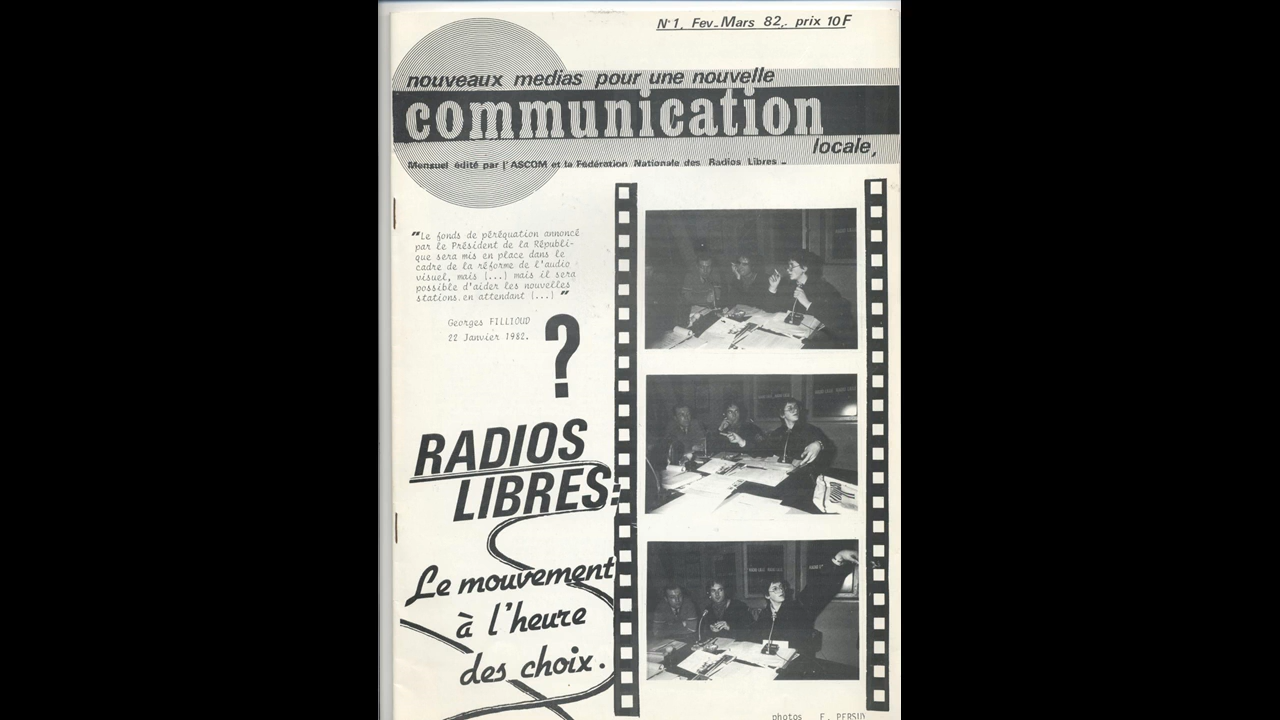 N°1, Fev-Mars 82,. prix 10F
nouveaux medias pour une nouvelle
communication
locale,
Mensuel édité par l'ASCOM et la Fédération Nationale des Radios Libres -
"Le fonds de péréquation annoncé
par le Président de la Républi-
que sera mis en place dans le
cadre de la réforme de l'audio
visuel, mais (...) mais il sera
possible d'aider les nouvelles
stations en attendant (...) "
Georges FILLIOUD
22 Janvier 1982.
?
RADIOS
LIBRES:
Le mouvement
à l'heure
des choix.
photos E. PERSUY